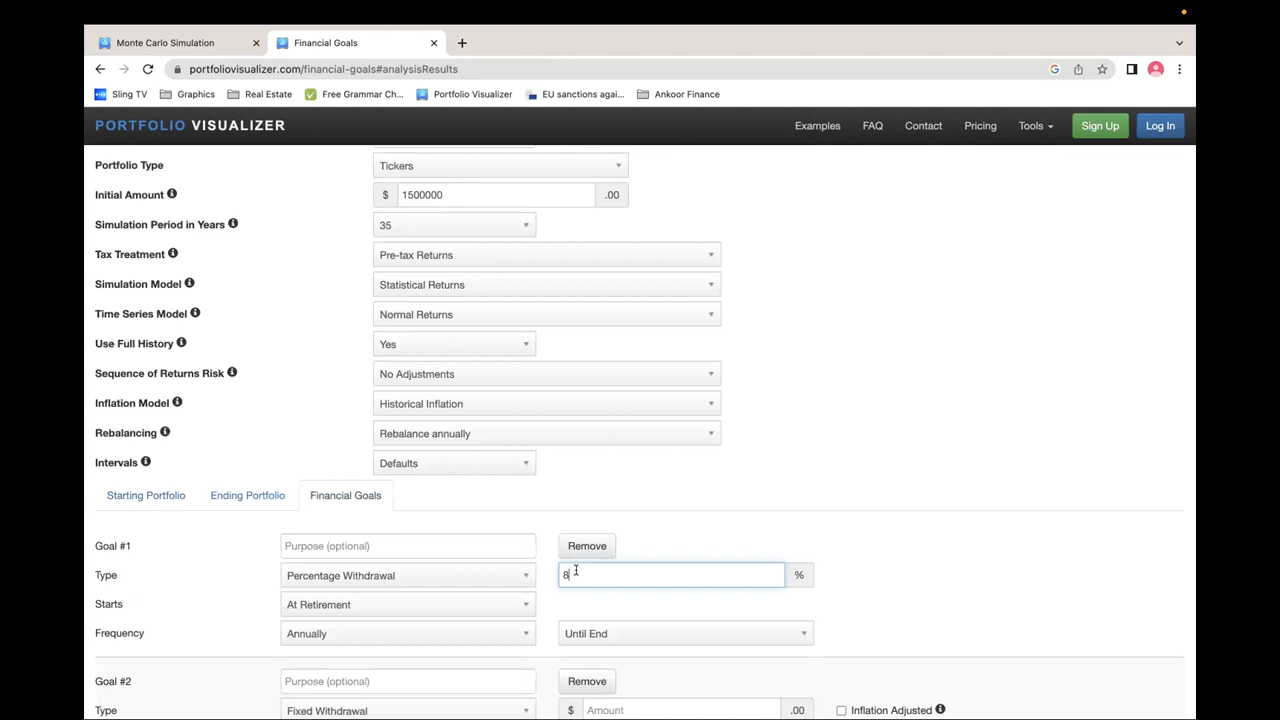 Monte Carlo Simulation
Financial Goals
portfoliovisualizer.com/financial-goals#analysisResults
Sling TV Graphics Real Estate Free Grammar Ch... Portfolio Visualizer EU sanctions agai... Ankoor Finance
PORTFOLIO VISUALIZER Examples FAQ Contact Pricing Tools Sign Up Log In
Portfolio Type Tickers
Initial Amount $ 1500000 .00
Simulation Period in Years 35
Tax Treatment Pre-tax Returns
Simulation Model Statistical Returns
Time Series Model Normal Returns
Use Full History Yes
Sequence of Returns Risk No Adjustments
Inflation Model Historical Inflation
Rebalancing Rebalance annually
Intervals Defaults
Starting Portfolio Ending Portfolio Financial Goals
Goal #1 Purpose (optional) Remove
Type Percentage Withdrawal 8 %
Starts At Retirement
Frequency Annually Until End
Goal #2 Purpose (optional) Remove
Type Fixed Withdrawal $ Amount .00 Inflation Adjusted